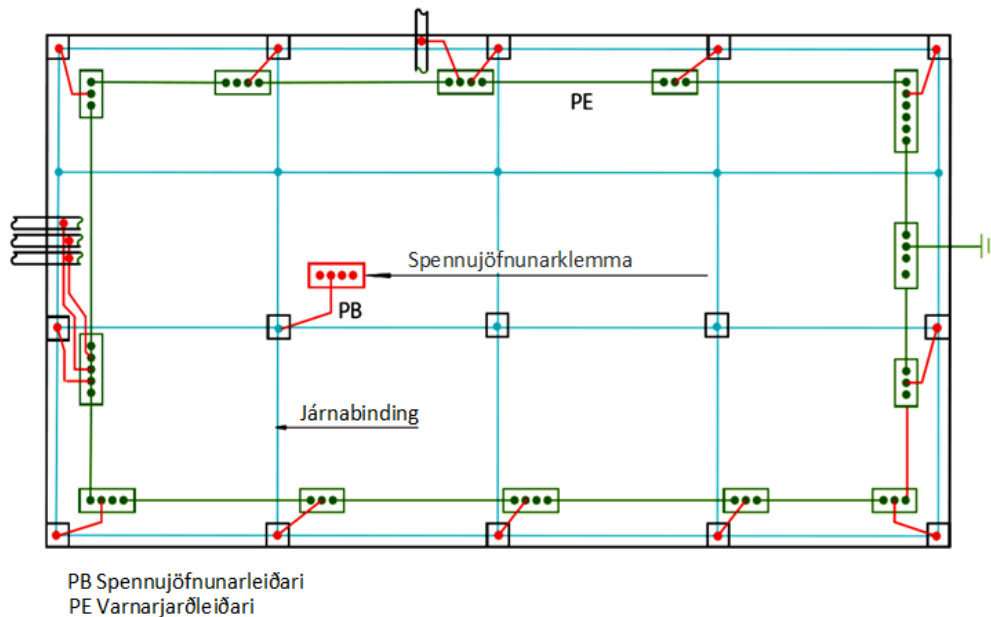 PE
Spennujöfnunarklemma
PB
Járnabinding
PB Spennujöfnunarleiðari
PE Varnarjarðleiðari